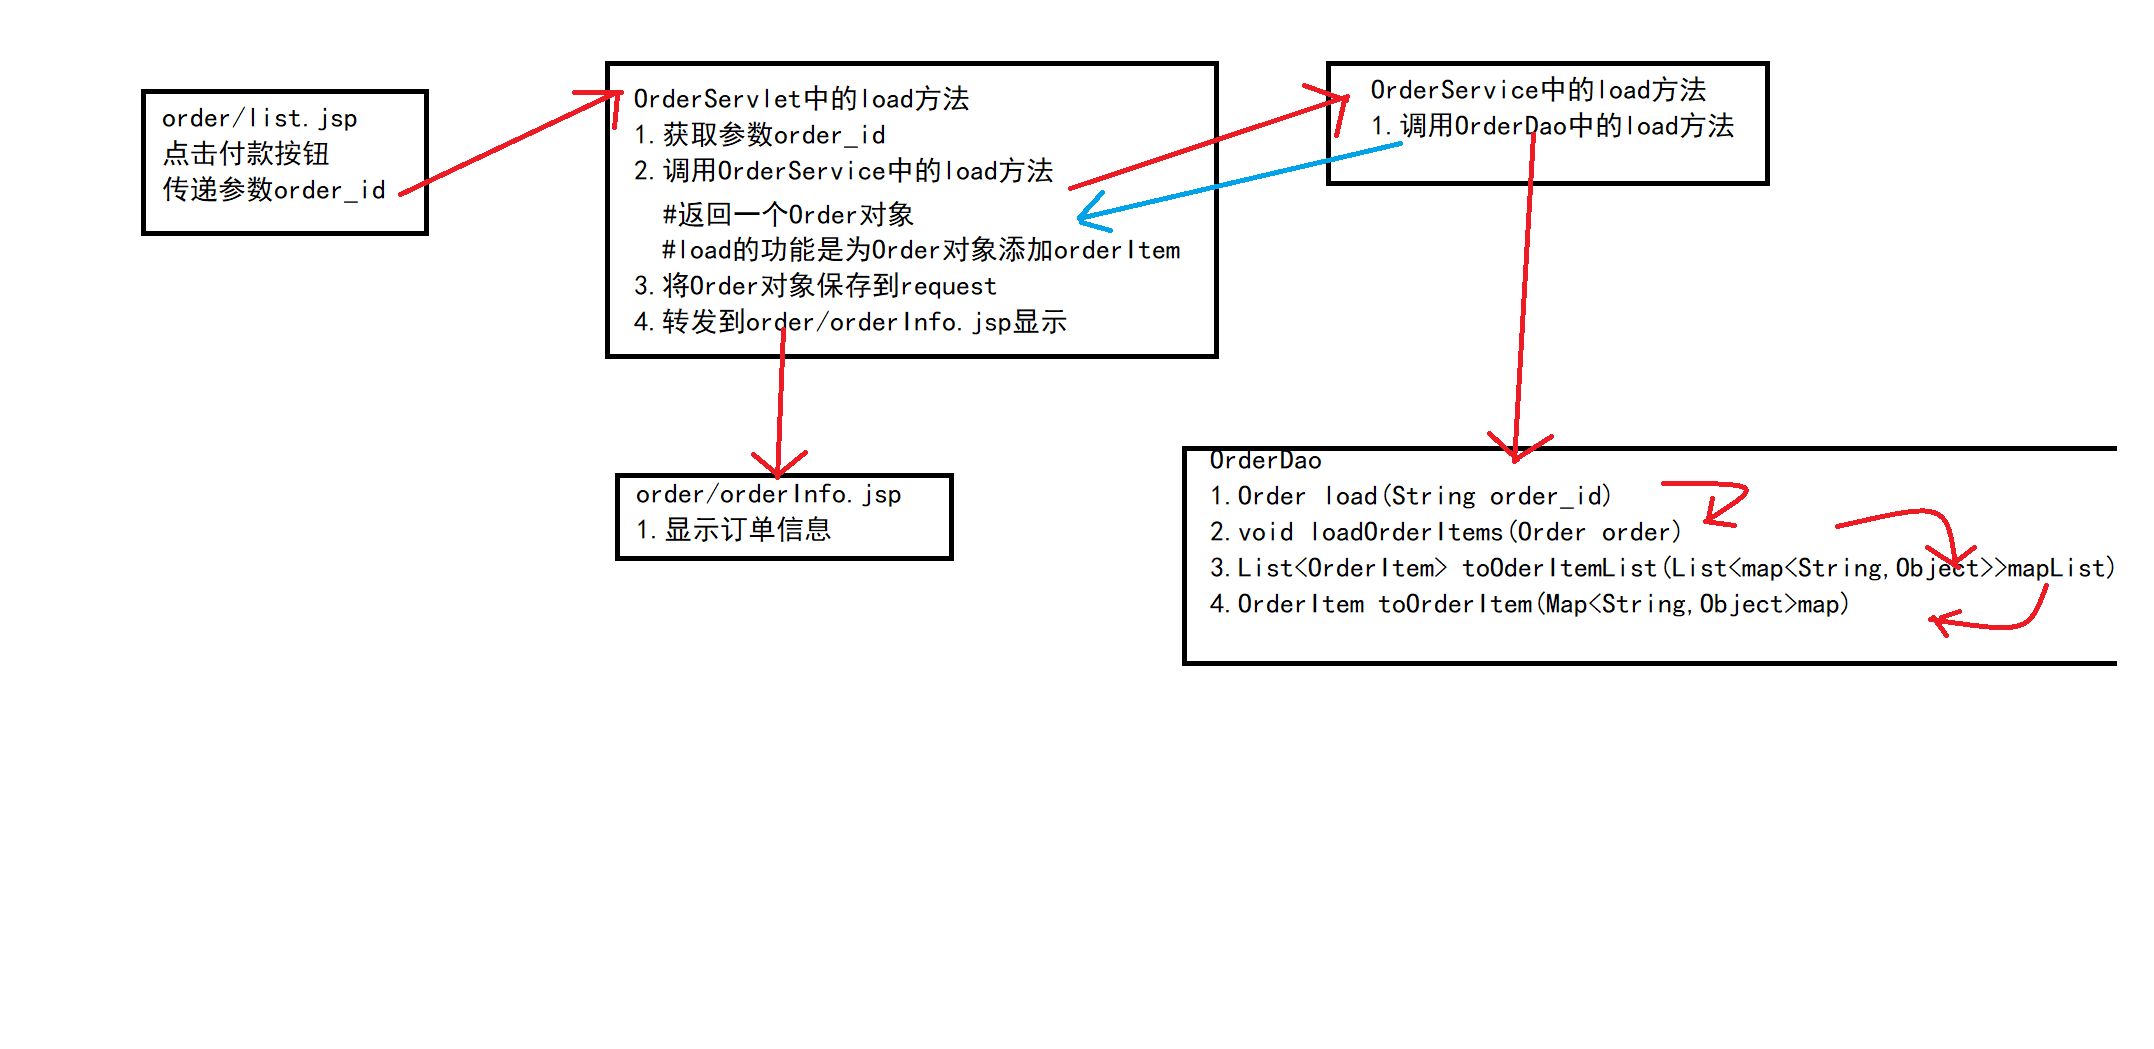 order/list.jsp
点击付款按钮
传递参数order_id
OrderServlet中的load方法
1.获取参数order_id
2.调用OrderService中的load方法
#返回一个Order对象
#load的功能是为Order对象添加orderItem
3.将Order对象保存到request
4.转发到order/orderInfo.jsp显示
OrderService中的load方法
1.调用OrderDao中的load方法
order/orderInfo.jsp
1.显示订单信息
OrderDao
1.Order load(String order_id)
2.void loadOrderItems(Order order)
3.List<OrderItem> toOderItemList(List<map<String,Object>>mapList)
4.OrderItem toOrderItem(Map<String,Object>map)